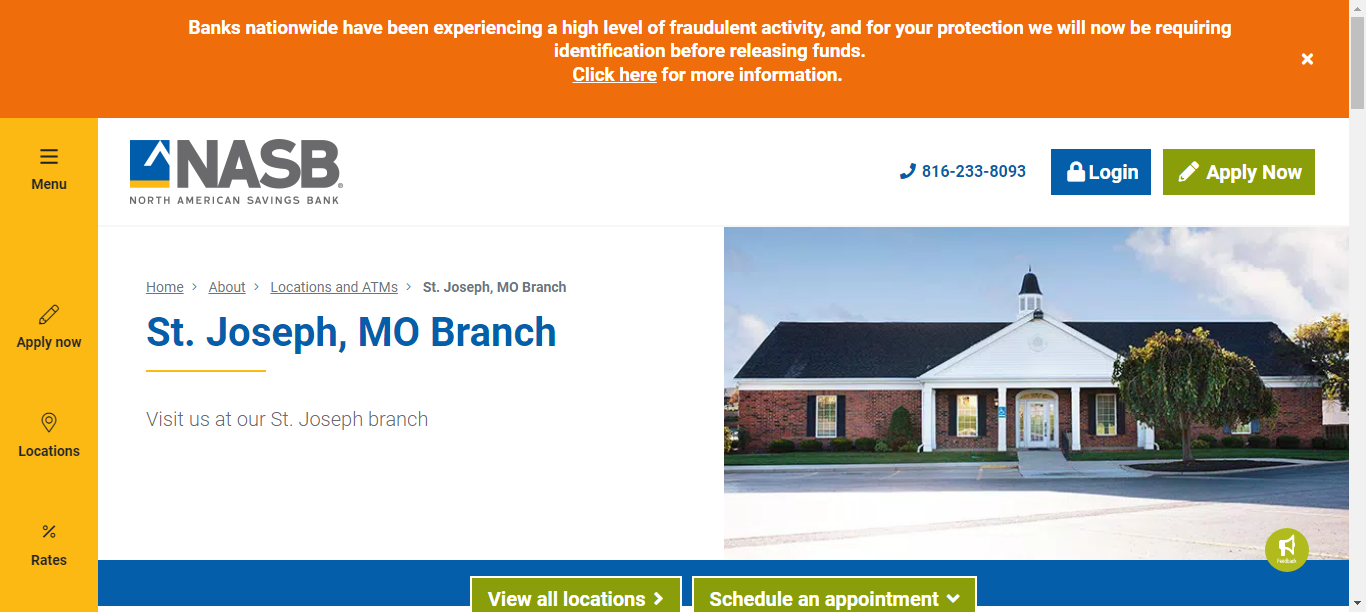 Banks nationwide have been experiencing a high level of fraudulent activity, and for your protection we will now be requiring
identification before releasing funds.
Click here for more information.
Menu
Apply now
Locations
Rates
NASB
NORTH AMERICAN SAVINGS BANK
816-233-8093
Login
Apply Now
Home > About > Locations and ATMs > St. Joseph, MO Branch
St. Joseph, MO Branch
Visit us at our St. Joseph branch
Feedback
View all locations
Schedule an appointment